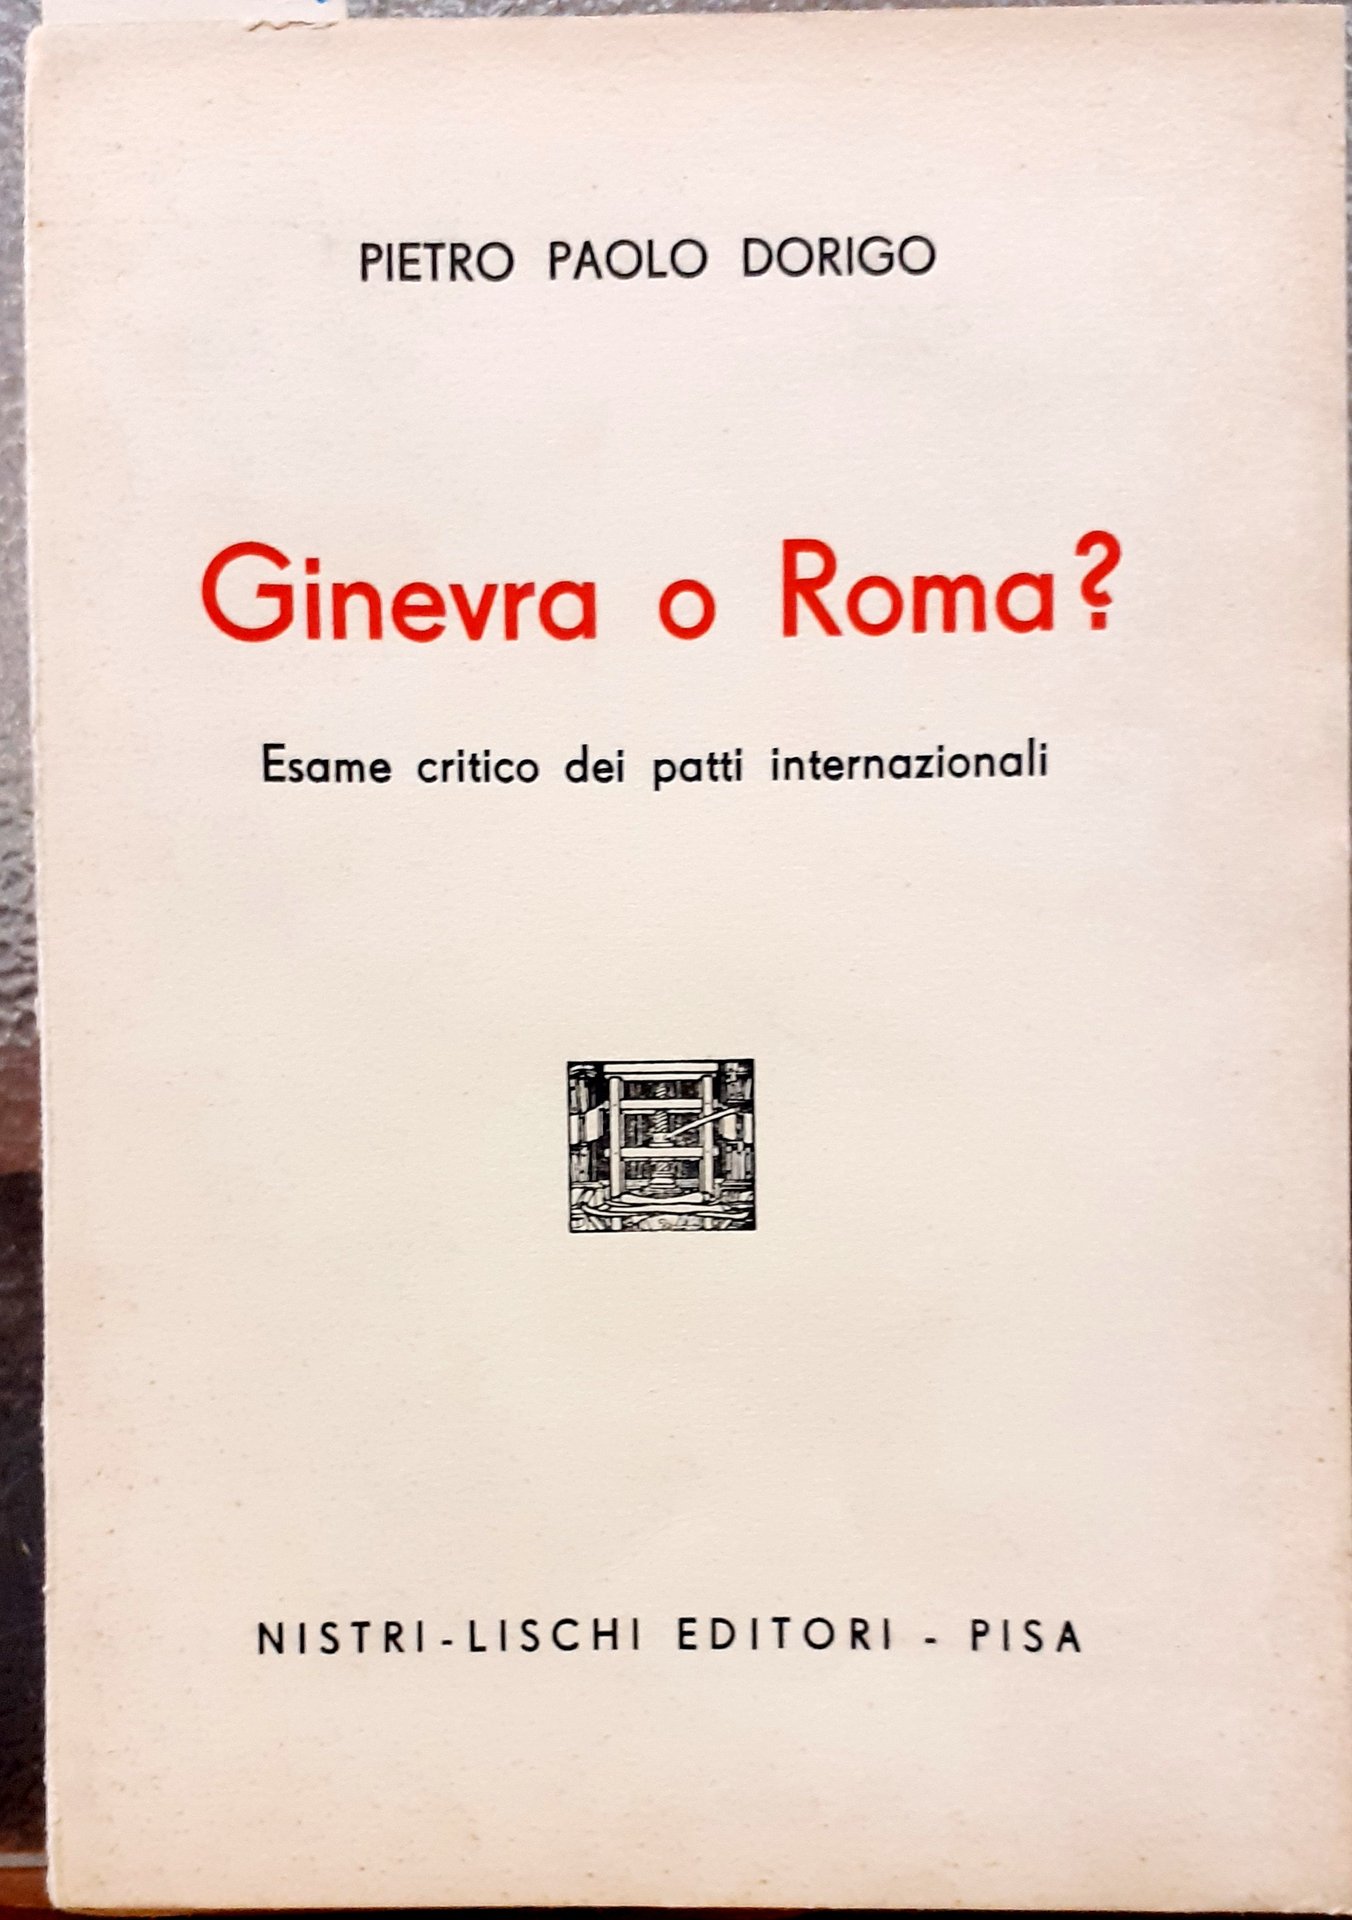 PIETRO PAOLO DORIGO
Ginevra o Roma?
Esame critico dei patti internazionali
NISTRI-LISCHI EDITORI - PISA